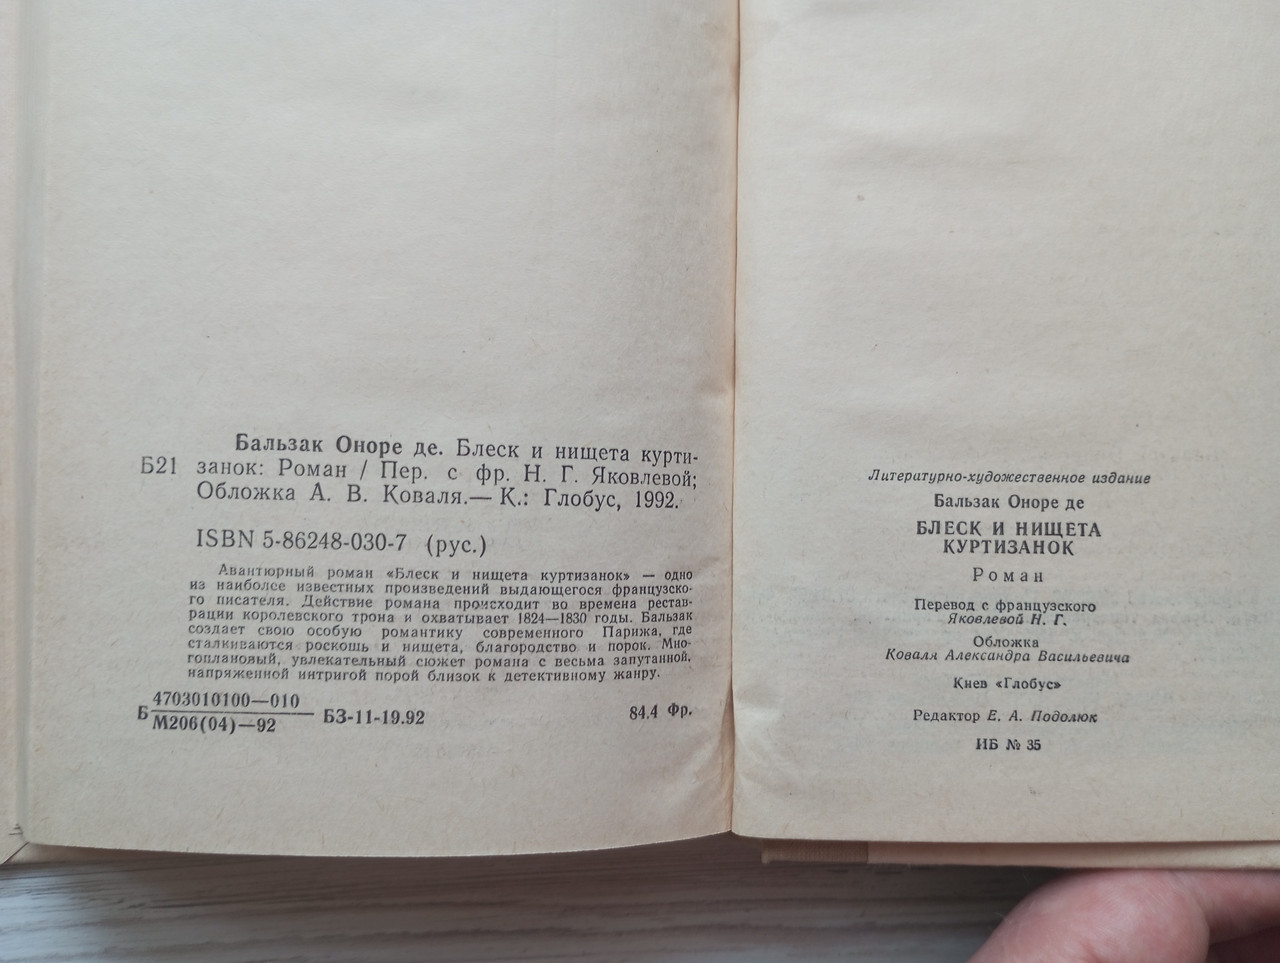 Бальзак Оноре де. Блеск и нищета курти-
Б21 занок: Роман / Пер. с фр. Н. Г. Яковлевой;
Обложка А. В. Коваля.— К.: Глобус, 1992.
ISBN 5-86248-030-7 (рус.)
Авантюрный роман «Блеск и нищета куртизанок» — одно
из наиболее известных произведений выдающегося французско-
го писателя. Действие романа происходит во времена рестав-
рации королевского трона и охватывает 1824—1830 годы. Бальзак
создает свою особую романтику современного Парижа, где
сталкиваются роскошь и нищета, благородство и порок. Мно-
гоплановый, увлекательный сюжет романа с весьма запутанной,
напряженной интригой порой близок к детективному жанру.
4703010100—010
Б БЗ-11-19.92 84.4 Фр.
М206(04)—92
Литературно-художественное издание
Бальзак Оноре де
БЛЕСК И НИЩЕТА
КУРТИЗАНОК
Роман
Перевод с французского
Яковлевой Н. Г.
Обложка
Коваля Александра Васильевича
Киев «Глобус»
Редактор Е. А. Подолюк
ИБ № 35